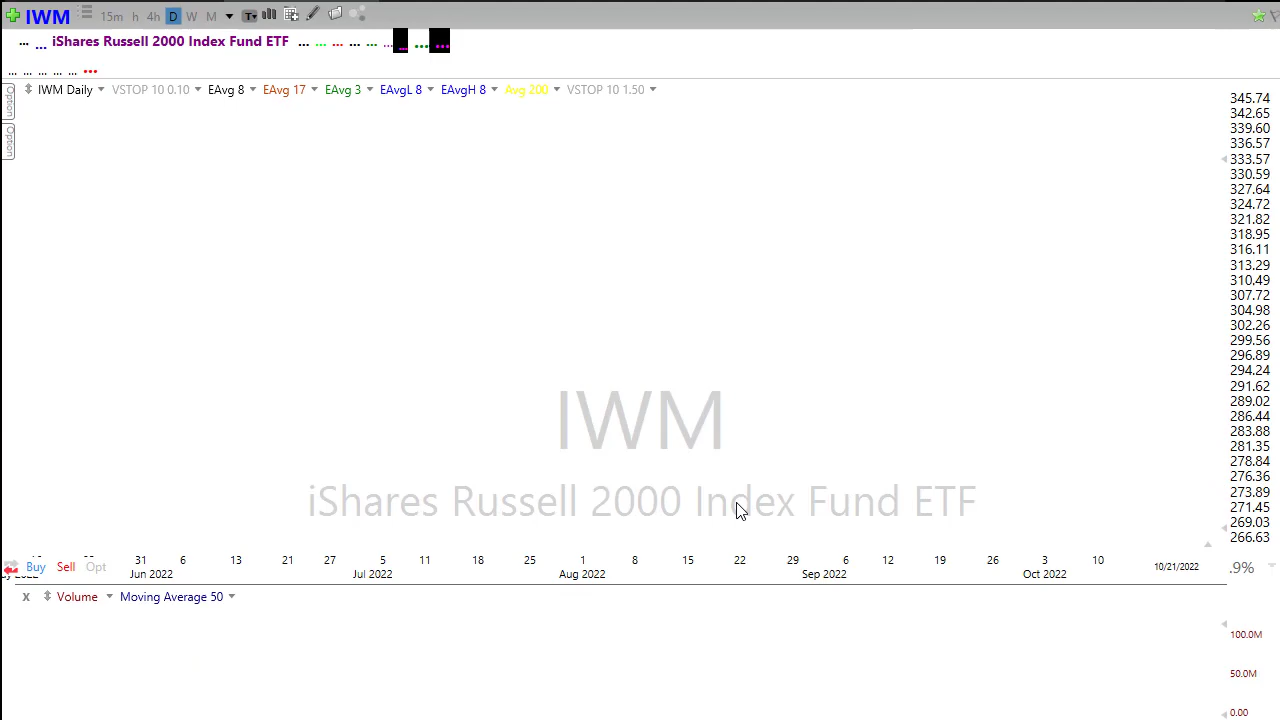 IWM 15m h 4h D W M T
... ... iShares Russell 2000 Index Fund ETF ... ... ... ... ... ... ... ... ...
... ... ... ... ... ...
Option
Option
IWM Daily VSTOP 10 0.10 EAvg 8 EAvg 17 EAvg 3 EAvgL 8 EAvgH 8 Avg 200 VSTOP 10 1.50
345.74
342.65
339.60
336.57
333.57
330.59
327.64
324.72
321.82
318.95
316.11
313.29
310.49
307.72
304.98
302.26
299.56
296.89
294.24
291.62
289.02
286.44
283.88
281.35
278.84
276.36
273.89
271.45
269.03
266.63
IWM
iShares Russell 2000 Index Fund ETF
31 6 13 21 27 5 11 18 25 1 8 15 22 29 6 12 19 26 3 10
Buy Sell Opt 10/21/2022 .9%
Jun 2022 Jul 2022 Aug 2022 Sep 2022 Oct 2022
X Volume Moving Average 50
100.0M
50.0M
0.00